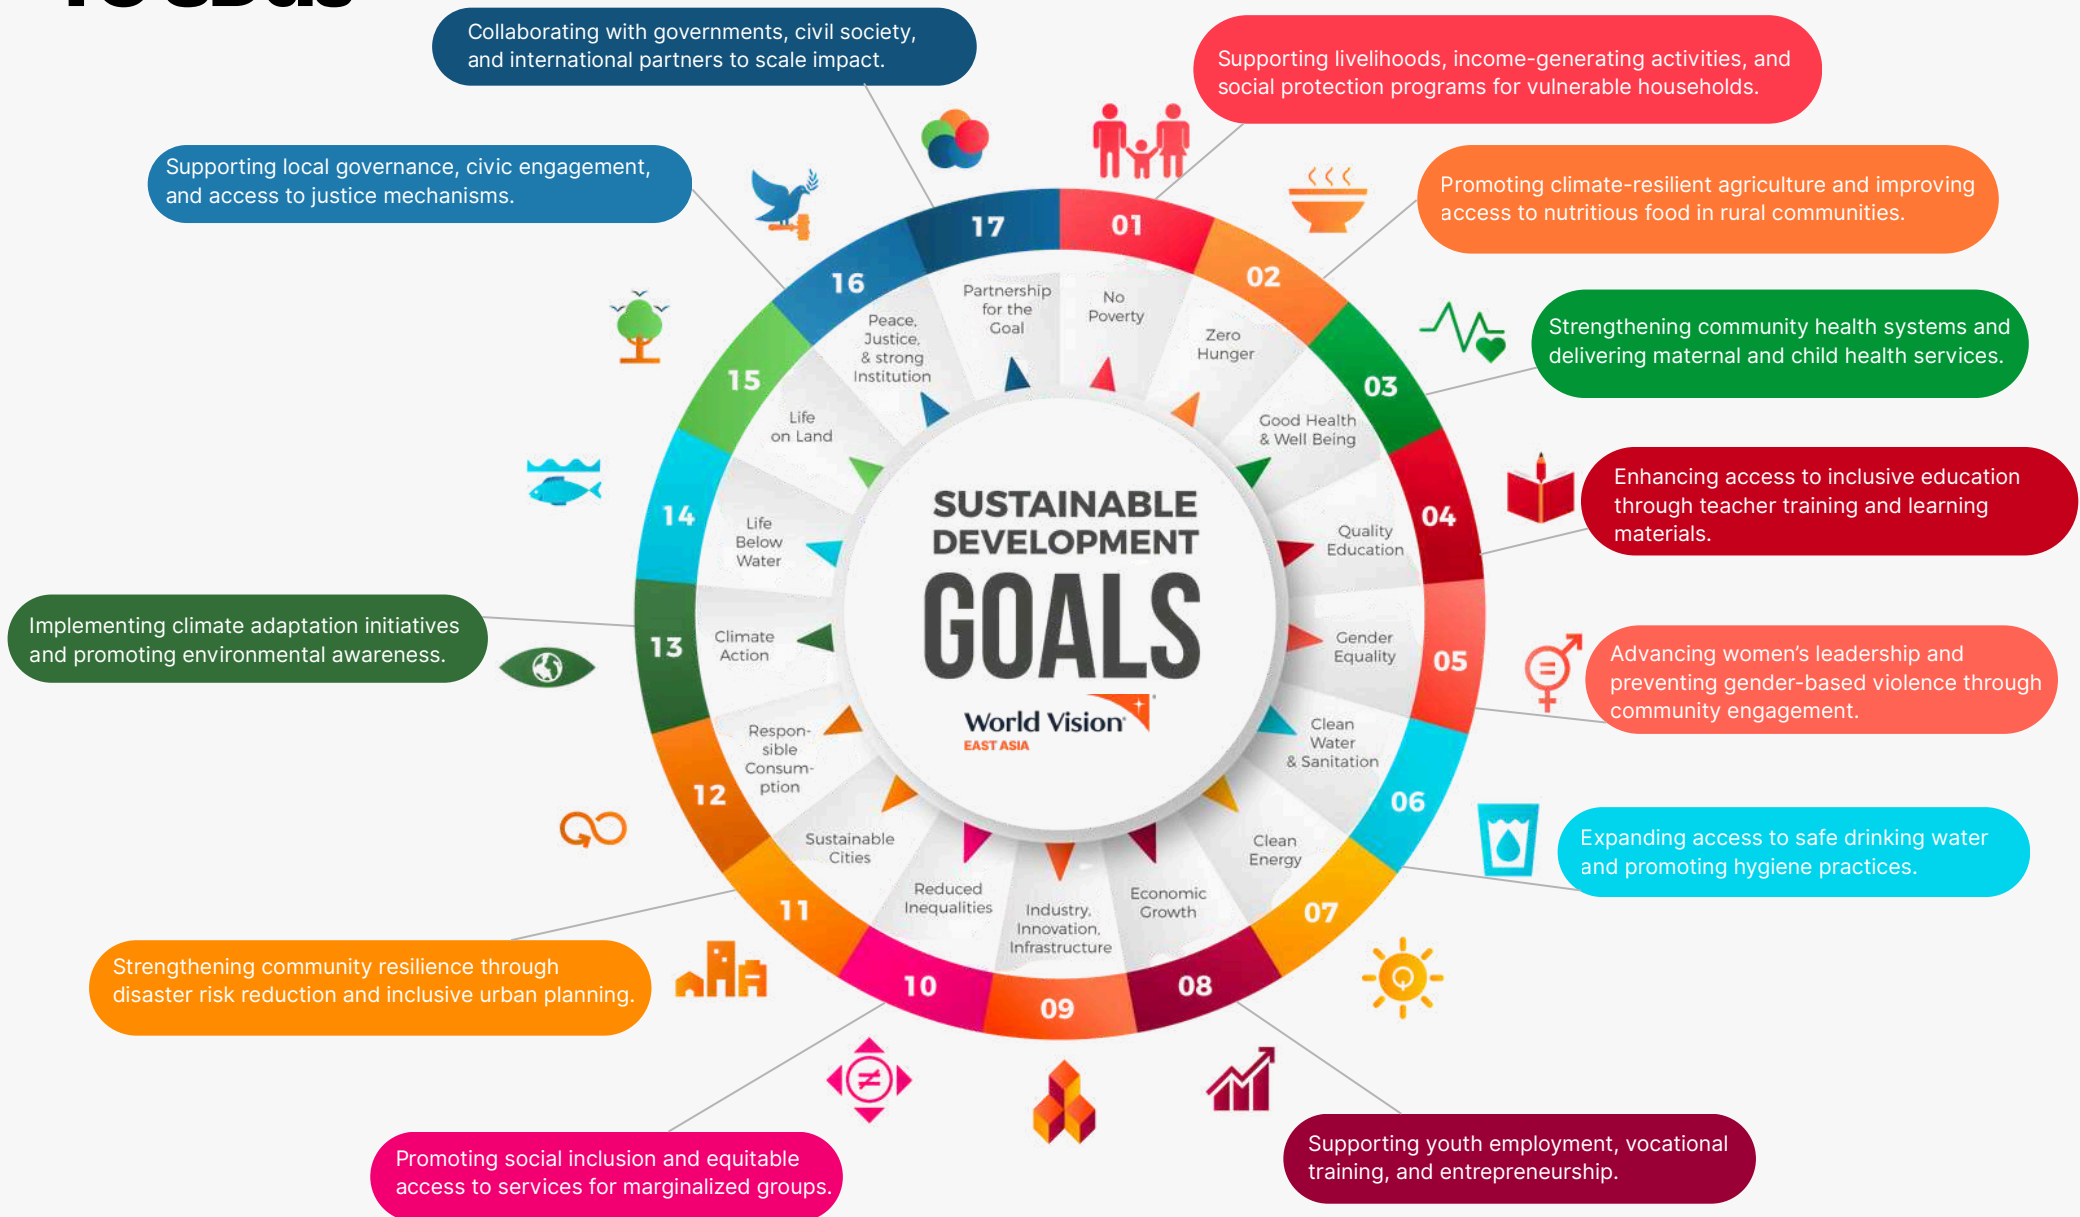 Collaborating with governments, civil society,
and international partners to scale impact.
Supporting livelihoods, income-generating activities, and
social protection programs for vulnerable households.
Supporting local governance, civic engagement,
and access to justice mechanisms.
Promoting climate-resilient agriculture and improving
access to nutritious food in rural communities.
Strengthening community health systems and
delivering maternal and child health services.
Enhancing access to inclusive education
through teacher training and learning
materials.
Implementing climate adaptation initiatives
and promoting environmental awareness.
Advancing women's leadership and
preventing gender-based violence through
community engagement.
Expanding access to safe drinking water
and promoting hygiene practices.
Strengthening community resilience through
disaster risk reduction and inclusive urban planning.
Supporting youth employment, vocational
training, and entrepreneurship.
Promoting social inclusion and equitable
access to services for marginalized groups.
01
No
Poverty
02
Zero
Hunger
03
Good Health
& Well Being
04
Quality
Education
05
Gender
Equality
06
Clean
Water
& Sanitation
07
Clean
Energy
08
Economic
Growth
09
Industry,
Innovation,
Infrastructure
10
Reduced
Inequalities
11
Sustainable
Cities
12
Respon-
sible
Consum-
ption
13
Climate
Action
14
Life
Below
Water
15
Life
on Land
16
Peace,
Justice,
& strong
Institution
17
Partnership
for the
Goal
SUSTAINABLE
DEVELOPMENT
GOALS
World Vision
EAST ASIA